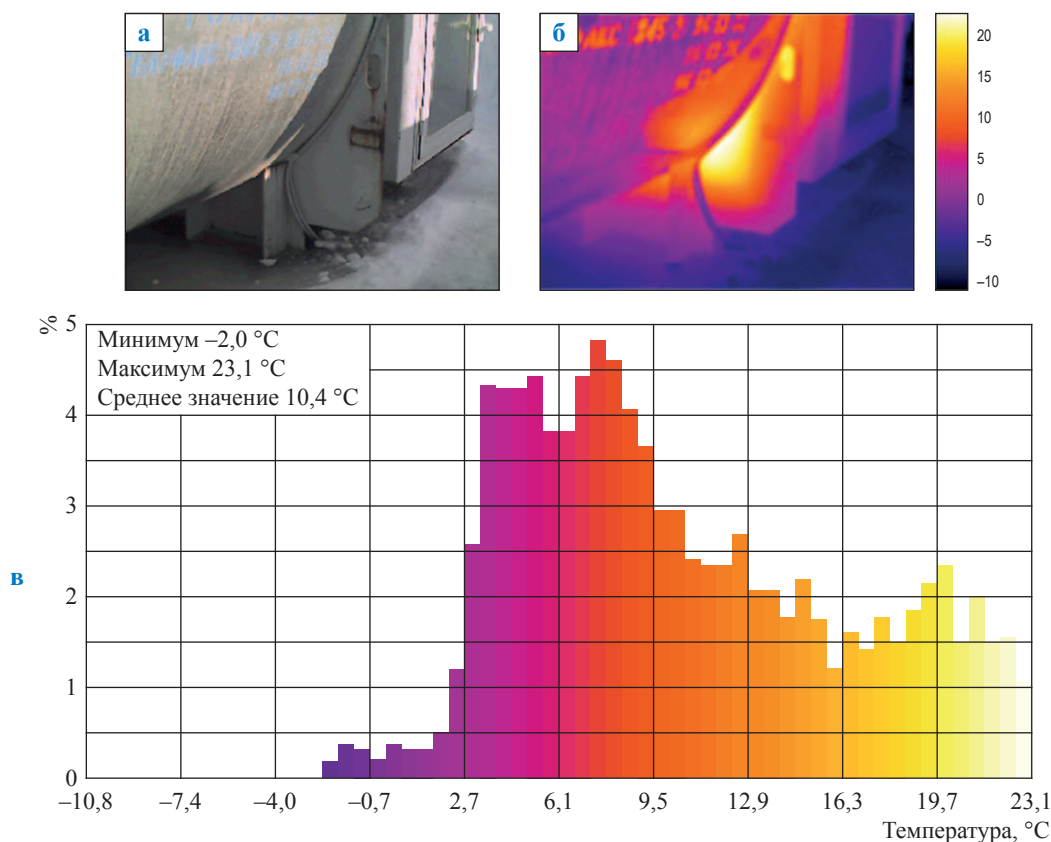 а
б
20
15
10
5
0
–5
–10
%
5
4
3
2
1
0
Минимум –2,0 °C
Максимум 23,1 °C
Среднее значение 10,4 °C
в
–10,8 –7,4 –4,0 –0,7 2,7 6,1 9,5 12,9 16,3 19,7 23,1
Температура, °C